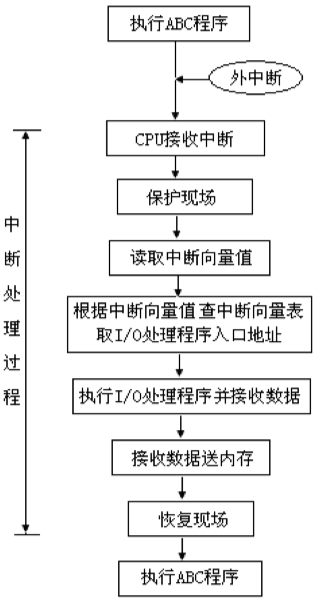 执行ABC程序
外中断
CPU接收中断
保护现场
读取中断向量值
根据中断向量值查中断向量表
取I/O处理程序入口地址
执行I/O处理程序并接收数据
接收数据送内存
恢复现场
执行ABC程序
中断处理过程